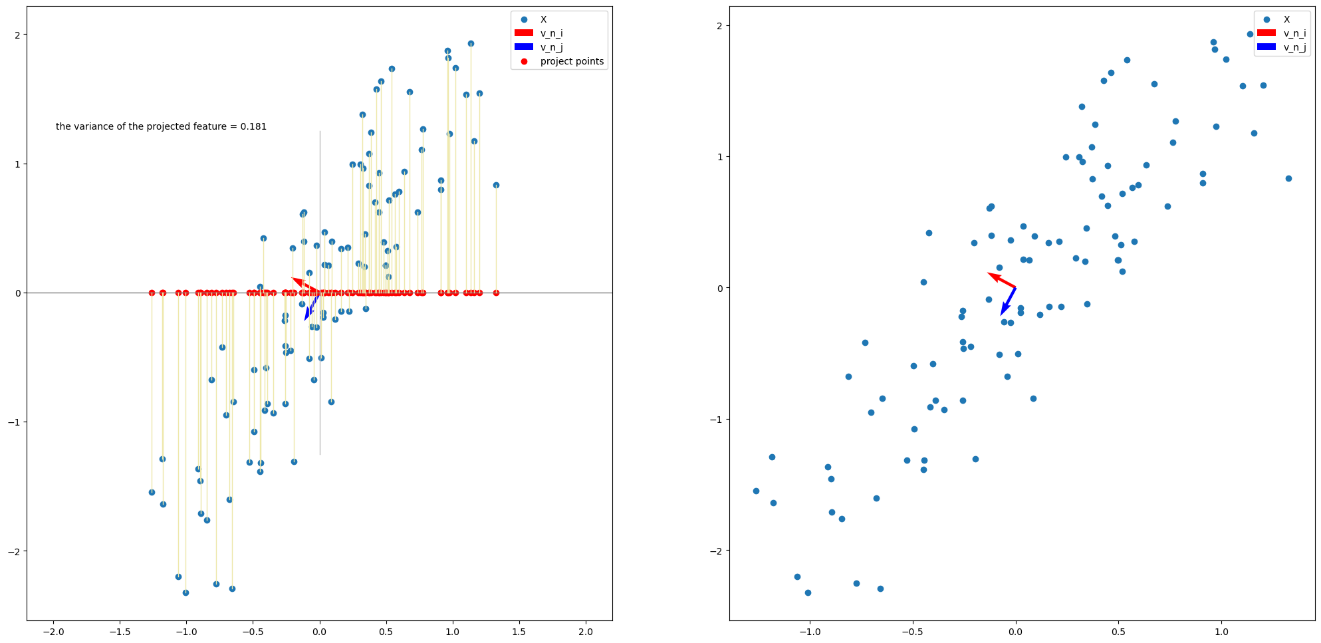 X
v_n_i
v_n_j
project points
the variance of the projected feature = 0.181
2
1
0
−1
−2
−2.0 −1.5 −1.0 −0.5 0.0 0.5 1.0 1.5 2.0
X
v_n_i
v_n_j
2
1
0
−1
−2
−1.0 −0.5 0.0 0.5 1.0